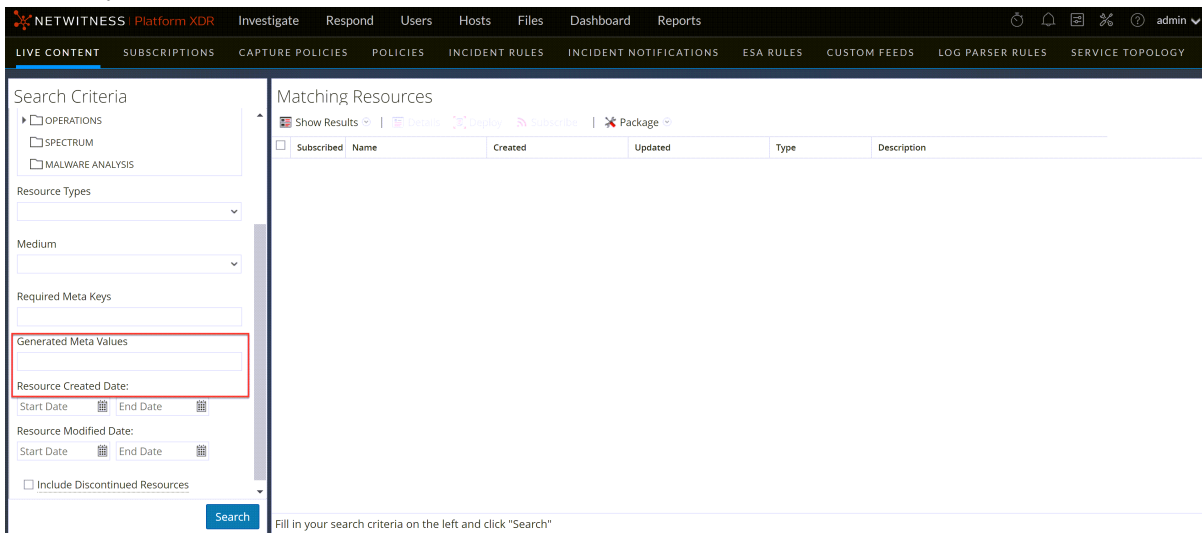 NETWITNESS | Platform XDR Investigate Respond Users Hosts Files Dashboard Reports admin
LIVE CONTENT SUBSCRIPTIONS CAPTURE POLICIES POLICIES INCIDENT RULES INCIDENT NOTIFICATIONS ESA RULES CUSTOM FEEDS LOG PARSER RULES SERVICE TOPOLOGY
Search Criteria
OPERATIONS
SPECTRUM
MALWARE ANALYSIS
Resource Types
Medium
Required Meta Keys
Generated Meta Values
Resource Created Date:
Start Date End Date
Resource Modified Date:
Start Date End Date
Include Discontinued Resources
Search
Matching Resources
Show Results | Details Deploy Subscribe | Package
Subscribed Name Created Updated Type Description
Fill in your search criteria on the left and click "Search"